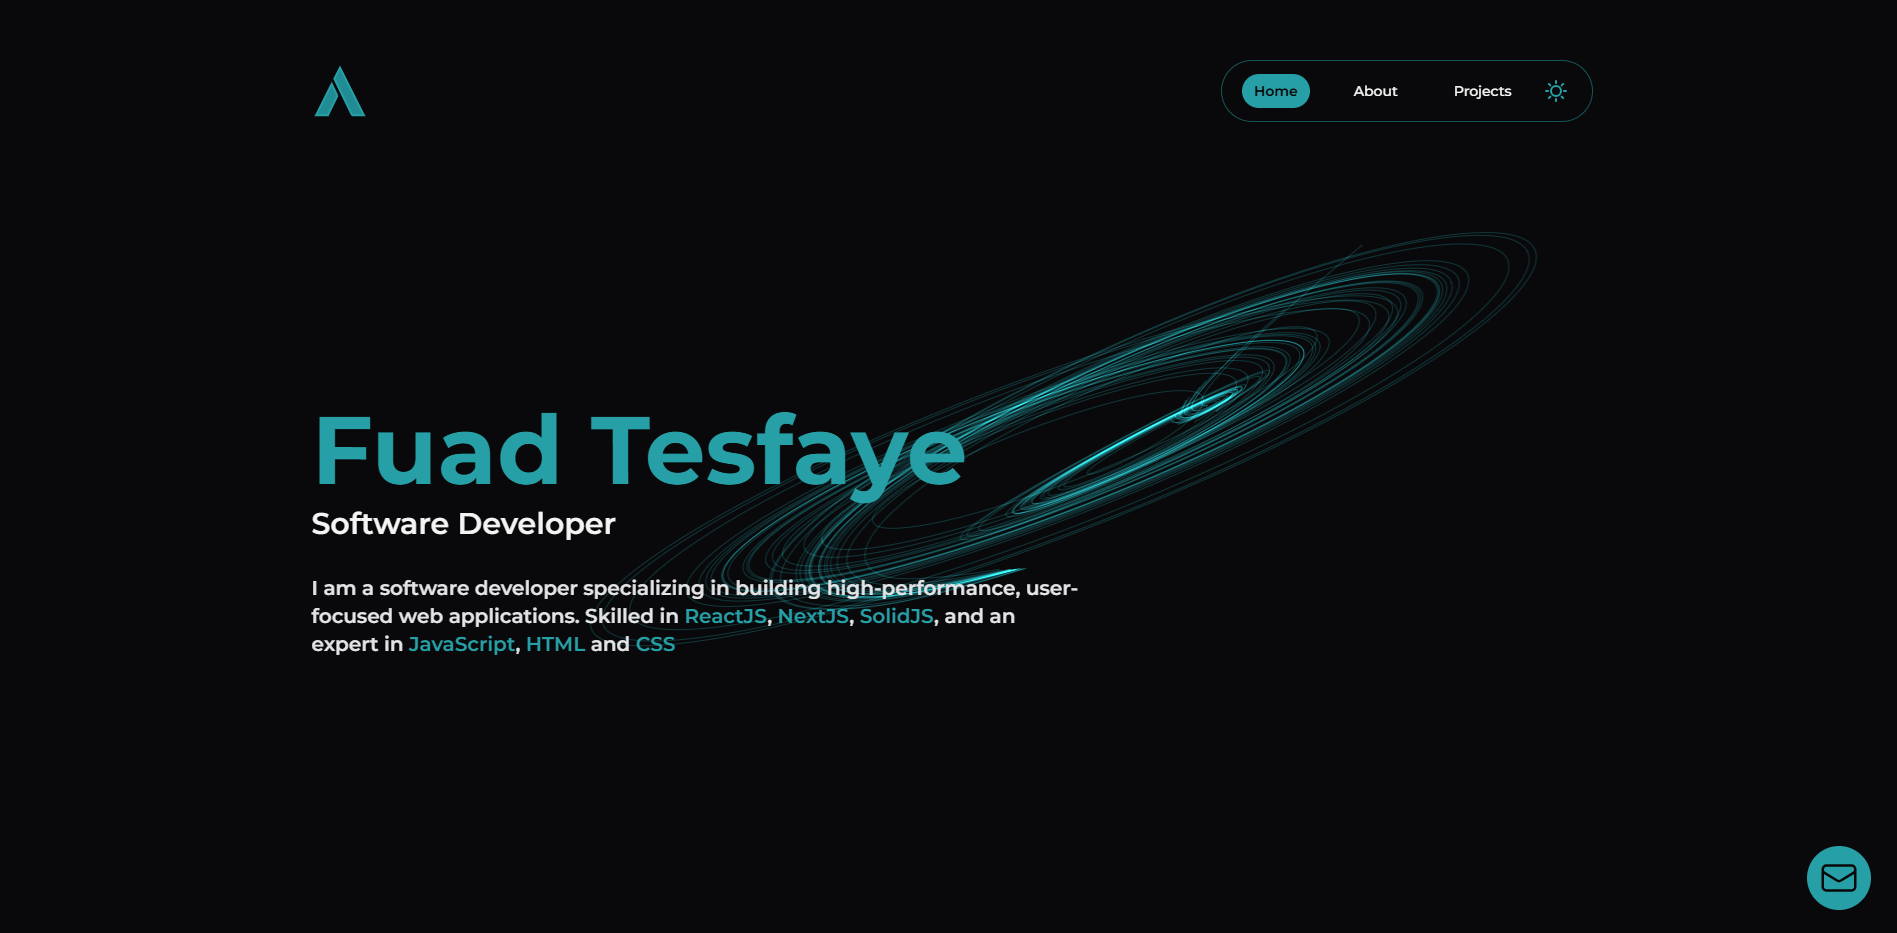 Home About Projects
Fuad Tesfaye
Software Developer
I am a software developer specializing in building high-performance, user-
focused web applications. Skilled in ReactJS, NextJS, SolidJS, and an
expert in JavaScript, HTML and CSS